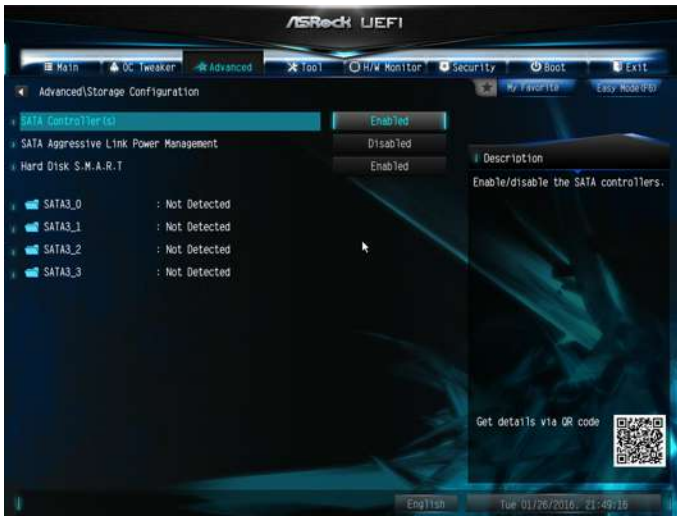 ASRock UEFI
Main OC Tweaker Advanced Tool H/W Monitor Security Boot Exit
Advanced\Storage Configuration
My Favorite Easy Mode(F6)
SATA Controller(s) Enabled
SATA Aggressive Link Power Management Disabled
Hard Disk S.M.A.R.T Enabled
Description
Enable/disable the SATA controllers.
SATA3_0 : Not Detected
SATA3_1 : Not Detected
SATA3_2 : Not Detected
SATA3_3 : Not Detected
Get details via QR code
English Tue 01/26/2016, 21:49:16